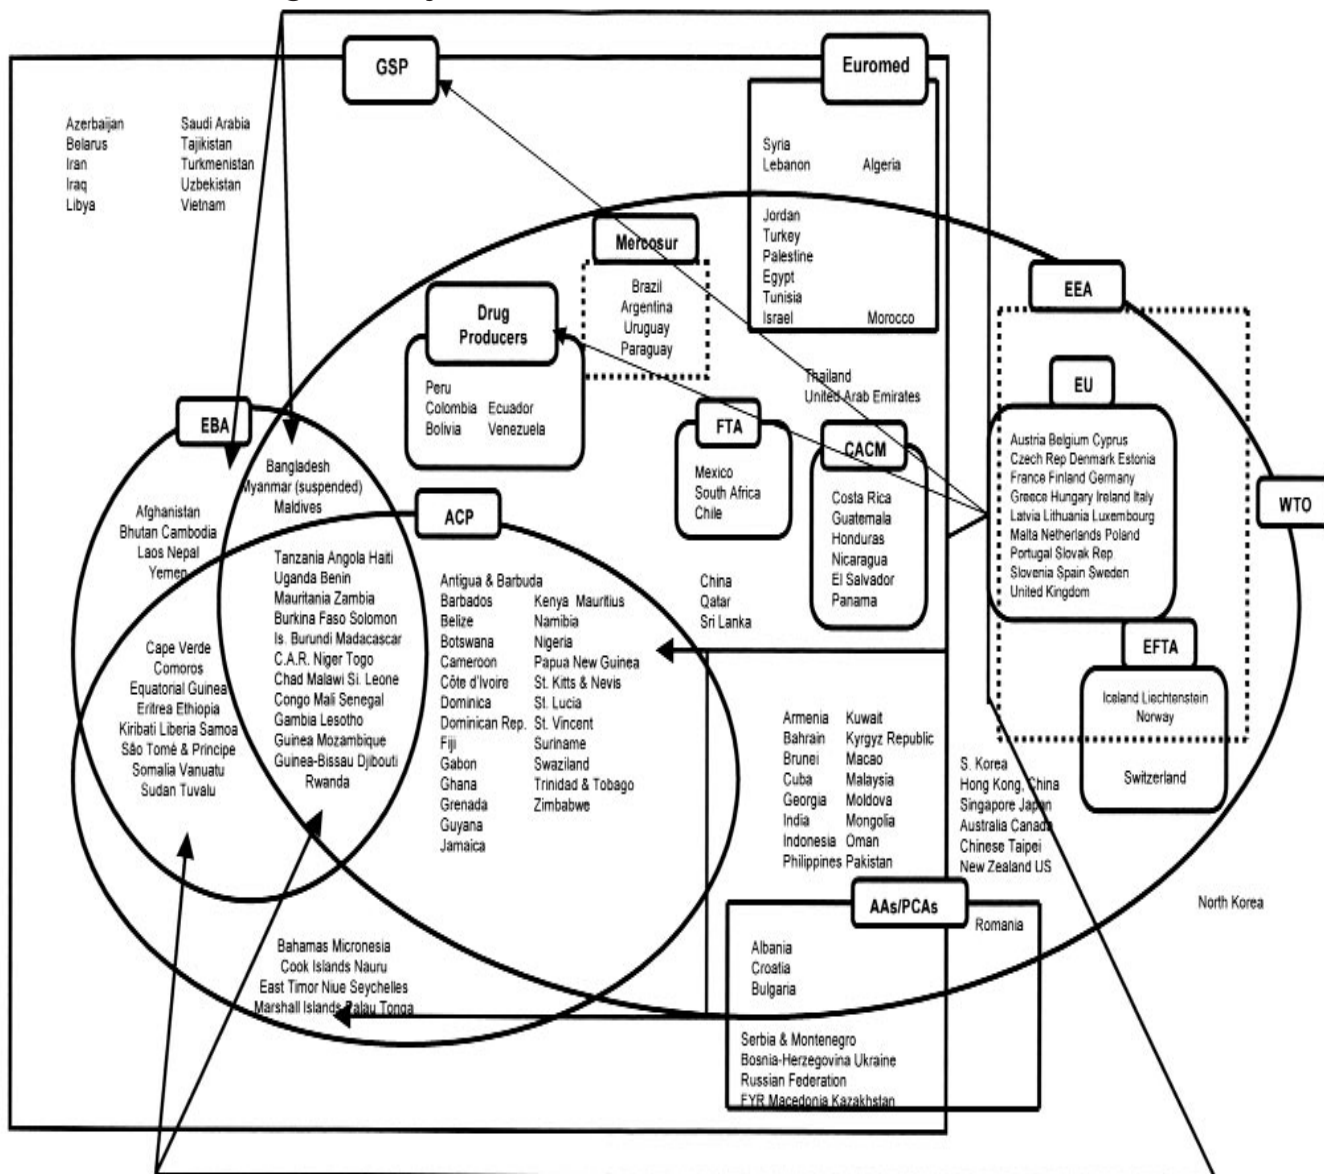 GSP
Euromed
Azerbaijan
Belarus
Iran
Iraq
Libya
Saudi Arabia
Tajikistan
Turkmenistan
Uzbekistan
Vietnam
Syria
Lebanon
Algeria
Jordan
Turkey
Palestine
Egypt
Tunisia
Israel
Morocco
Mercosur
Brazil
Argentina
Uruguay
Paraguay
Drug
Producers
Peru
Colombia Ecuador
Bolivia Venezuela
EEA
EU
Austria Belgium Cyprus
Czech Rep Denmark Estonia
France Finland Germany
Greece Hungary Ireland Italy
Latvia Lithuania Luxembourg
Malta Netherlands Poland
Portugal Slovak Rep.
Slovenia Spain Sweden
United Kingdom
WTO
Thailand
United Arab Emirates
FTA
Mexico
South Africa
Chile
CACM
Costa Rica
Guatemala
Honduras
Nicaragua
El Salvador
Panama
EBA
Bangladesh
Myanmar (suspended)
Maldives
Afghanistan
Bhutan Cambodia
Laos Nepal
Yemen
ACP
Tanzania Angola Haiti
Uganda Benin
Mauritania Zambia
Burkina Faso Solomon
Is. Burundi Madacascar
C.A.R. Niger Togo
Chad Malawi Si. Leone
Congo Mali Senegal
Gambia Lesotho
Guinea Mozambique
Guinea-Bissau Djibouti
Rwanda
Cape Verde
Comoros
Equatorial Guinea
Eritrea Ethiopia
Kiribati Liberia Samoa
São Tomé & Principe
Somalia Vanuatu
Sudan Tuvalu
Antigua & Barbuda
Barbados
Belize
Botswana
Cameroon
Côte d'Ivoire
Dominica
Dominican Rep.
Fiji
Gabon
Ghana
Grenada
Guyana
Jamaica
Kenya Mauritius
Namibia
Nigeria
Papua New Guinea
St. Kitts & Nevis
St. Lucia
St. Vincent
Suriname
Swaziland
Trinidad & Tobago
Zimbabwe
China
Qatar
Sri Lanka
EFTA
Iceland Liechtenstein
Norway
Switzerland
Armenia
Bahrain
Brunei
Cuba
Georgia
India
Indonesia
Philippines
Kuwait
Kyrgyz Republic
Macao
Malaysia
Moldova
Mongolia
Oman
Pakistan
S. Korea
Hong Kong, China
Singapore Japan
Australia Canada
Chinese Taipei
New Zealand US
North Korea
AAs/PCAs
Romania
Albania
Croatia
Bulgaria
Serbia & Montenegro
Bosnia-Herzegovina Ukraine
Russian Federation
FYR Macedonia Kazakhstan
Bahamas Micronesia
Cook Islands Nauru
East Timor Niue Seychelles
Marshall Islands Palau Tonga